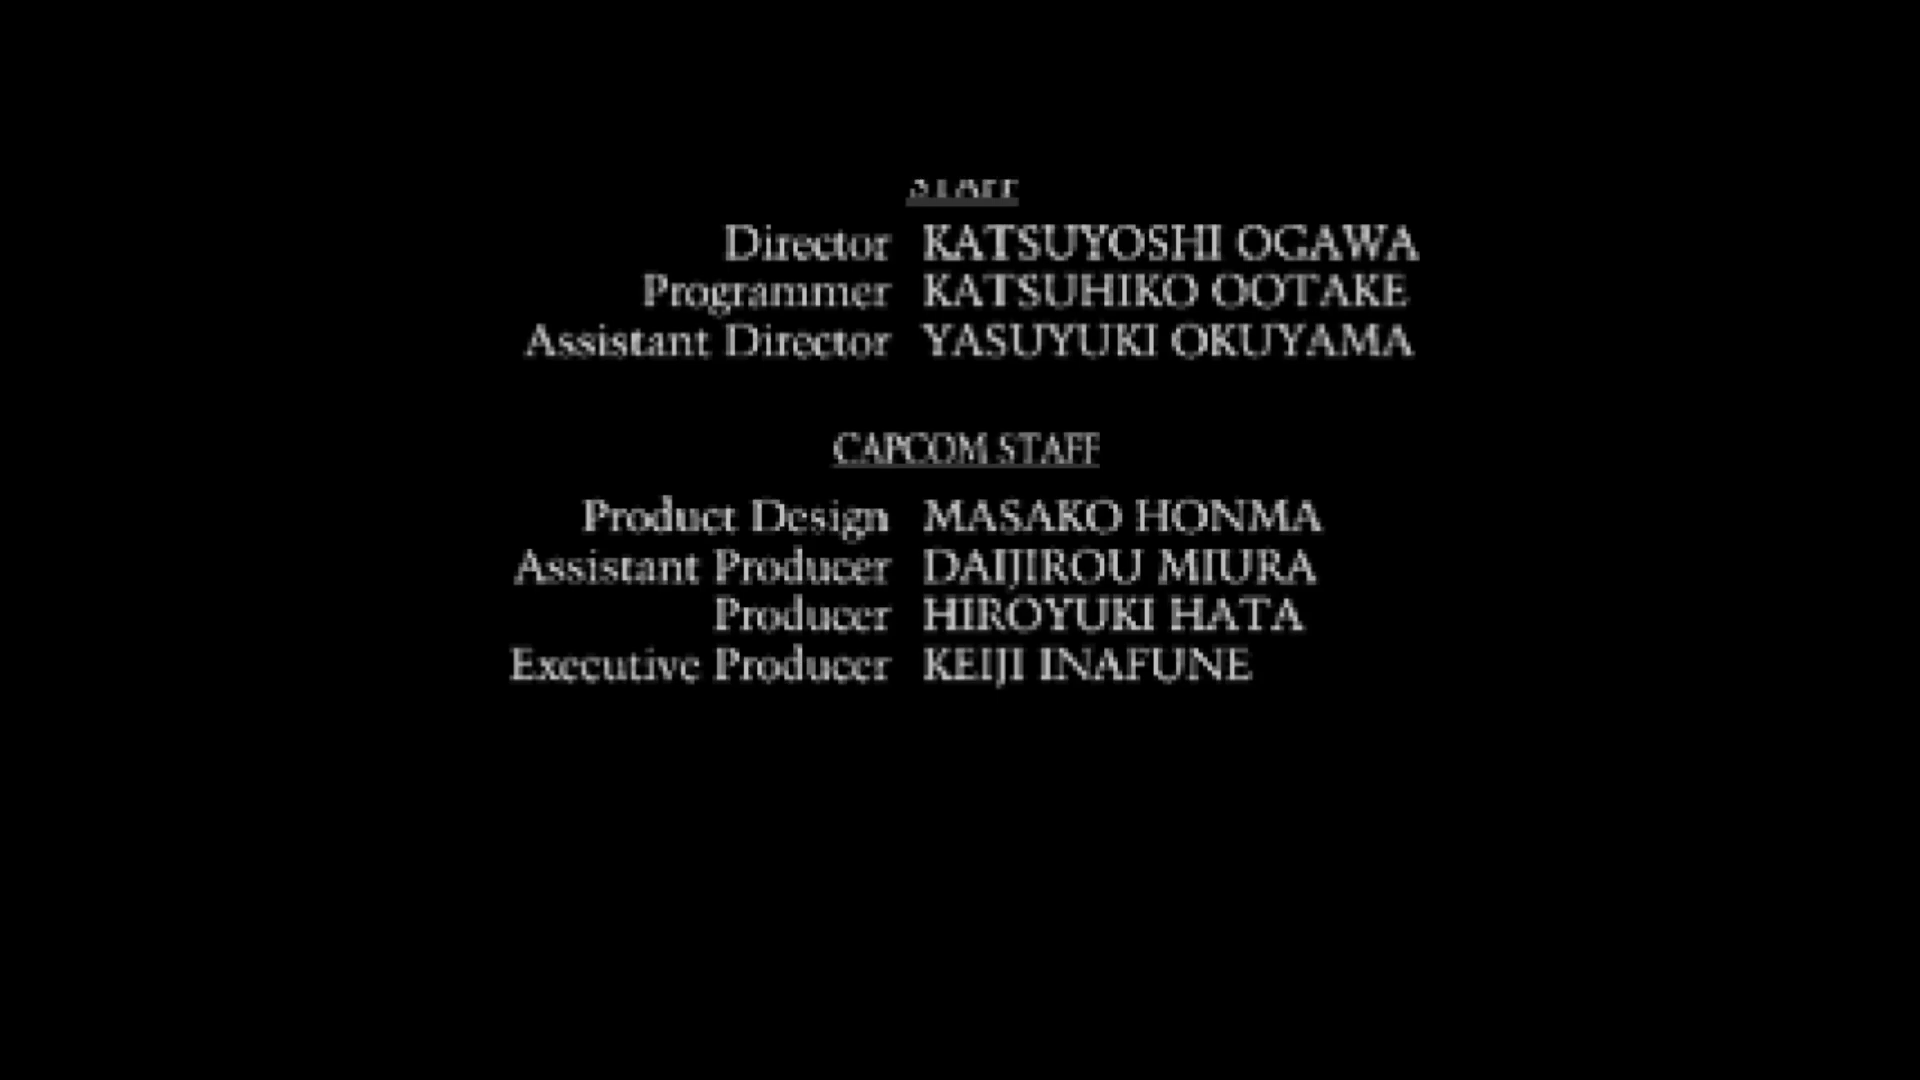 STAFF
Director KATSUYOSHI OGAWA
Programmer KATSUHIKO OOTAKE
Assistant Director YASUYUKI OKUYAMA
CAPCOM STAFF
Product Design MASAKO HONMA
Assistant Producer DAIJIROU MIURA
Producer HIROYUKI HATA
Executive Producer KEIJI INAFUNE